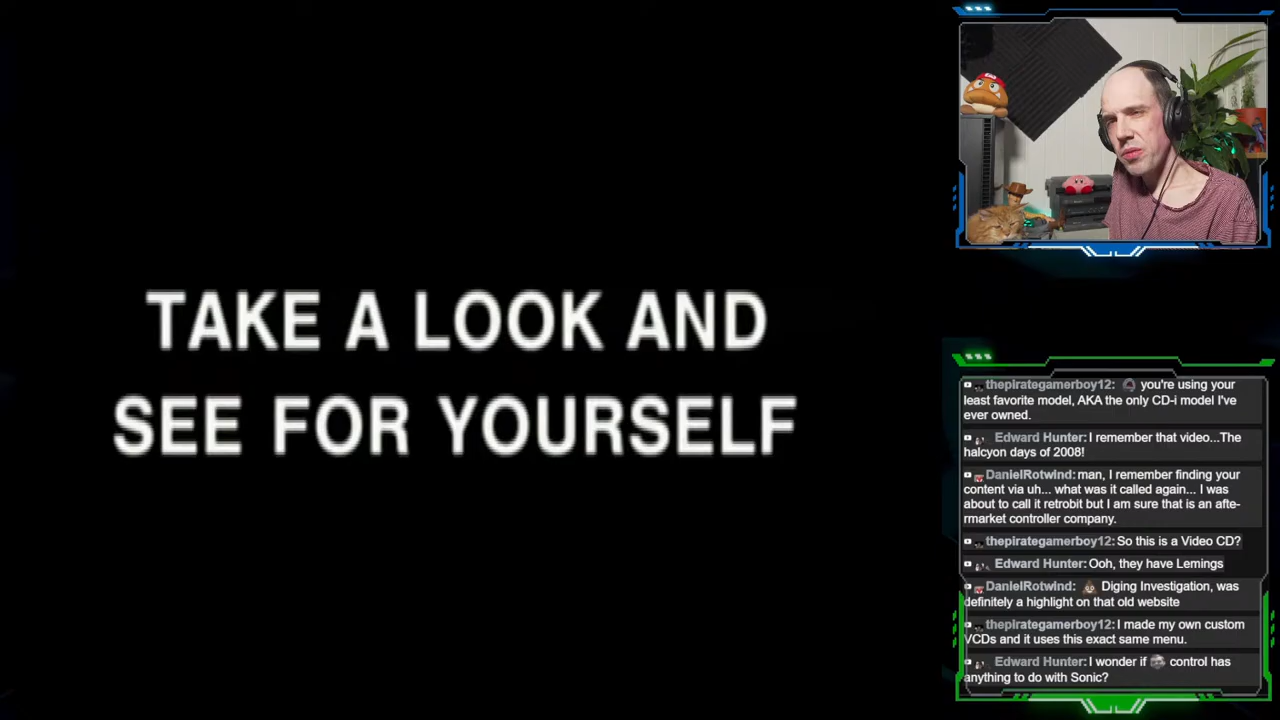 TAKE A LOOK AND
SEE FOR YOURSELF
thepirategamerboy12: you're using your
least favorite model, AKA the only CD-i model I've
ever owned.
Edward Hunter: I remember that video...The
halcyon days of 2008!
DanielRotwind: man, I remember finding your
content via uh... what was it called again... I was
about to call it retrobit but I am sure that is an afte-
rmarket controller company.
thepirategamerboy12: So this is a Video CD?
Edward Hunter: Ooh, they have Lemings
DanielRotwind: 💩 Diging Investigation, was
definitely a highlight on that old website
thepirategamerboy12: I made my own custom
VCDs and it uses this exact same menu.
Edward Hunter: I wonder if control has
anything to do with Sonic?